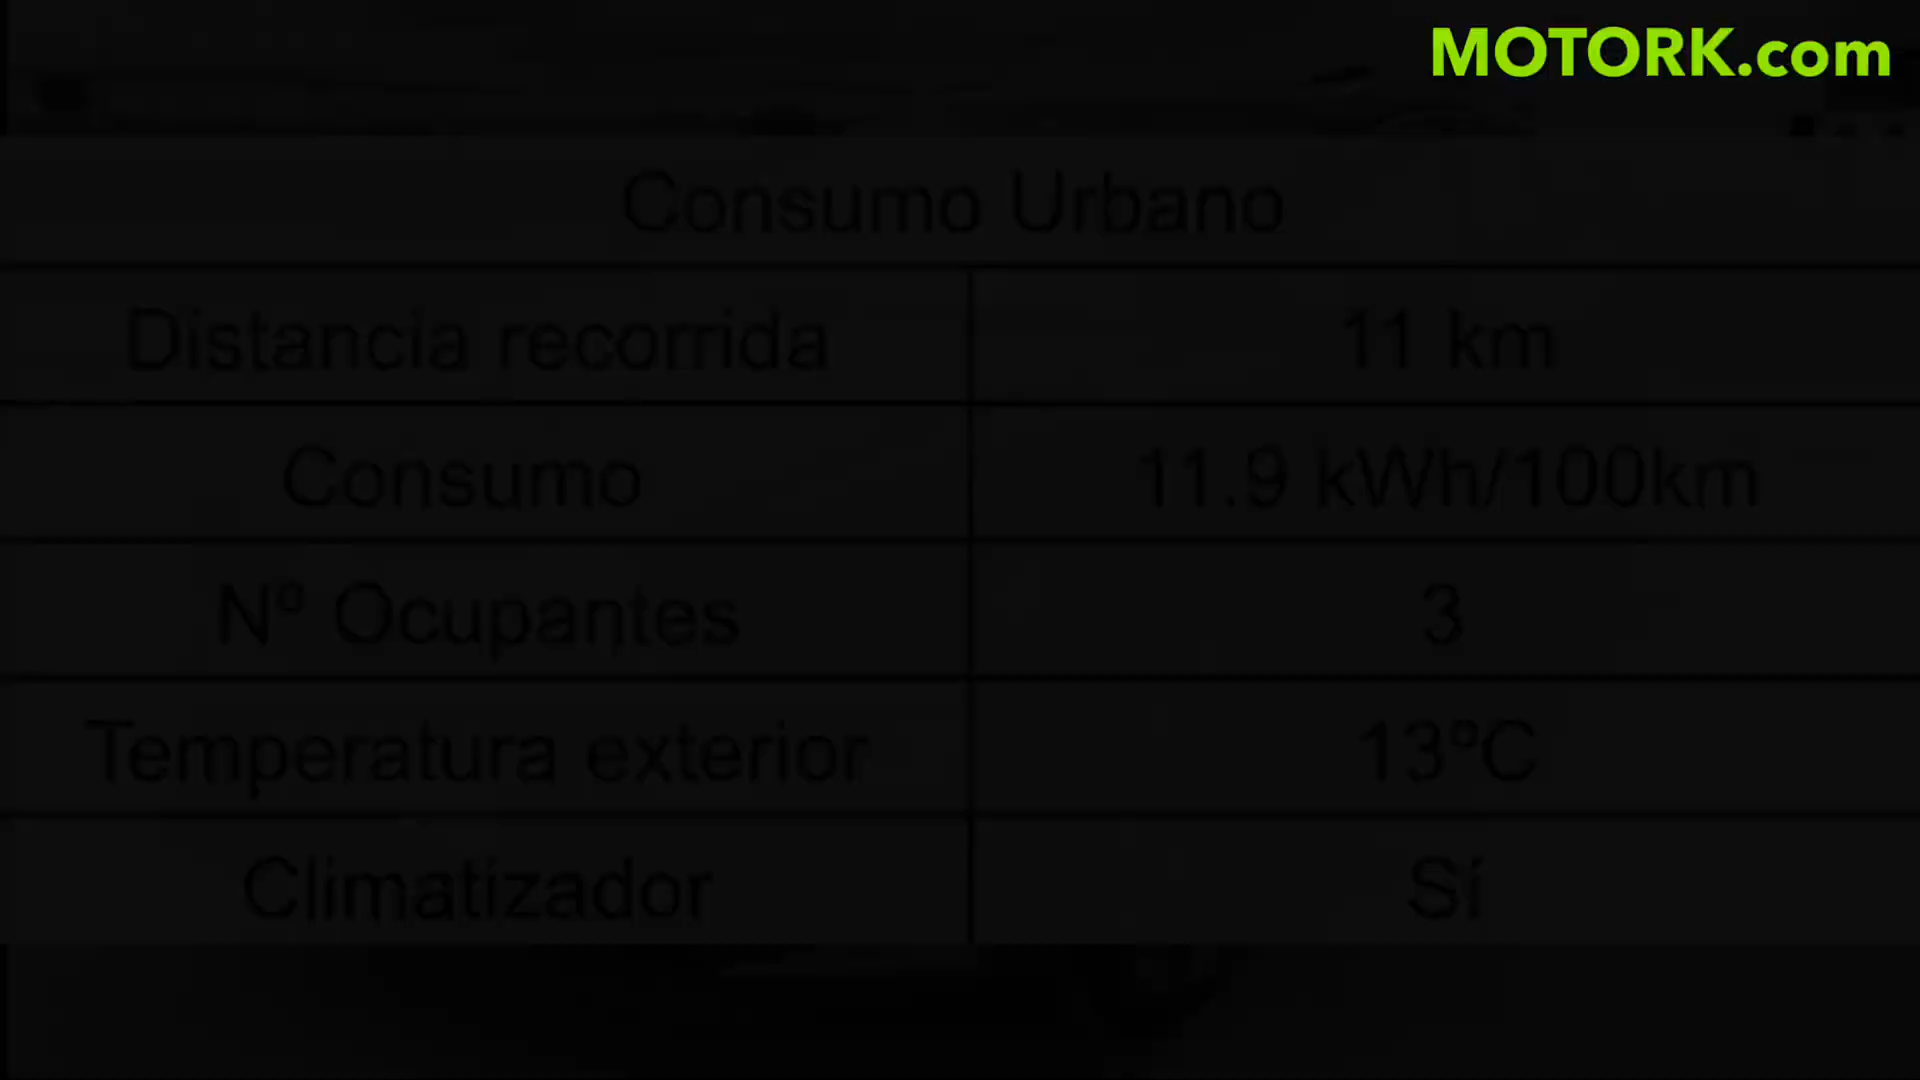 MOTORK.com
Consumo Urbano
Distancia recorrida 11 km
Consumo 11.9 kWh/100km
Nº Ocupantes 3
Temperatura exterior 13ºC
Climatizador Sí